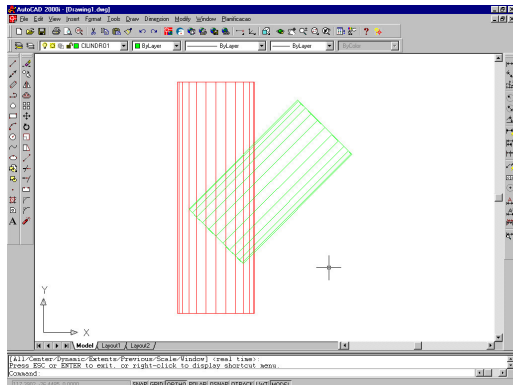 AutoCAD 2000i - [Drawing1.dwg]
File Edit View Insert Format Tools Draw Dimension Modify Window Planificacao
CILINDRO1 ByLayer ByLayer ByLayer ByColor
Y
X
Model Layout1 Layout2
[All/Center/Dynamic/Extents/Previous/Scale/Window] <real time>:
Press ESC or ENTER to exit, or right-click to display shortcut menu.
Command:
SNAP GRID ORTHO POLAR OSNAP OTRACK LWT MODEL